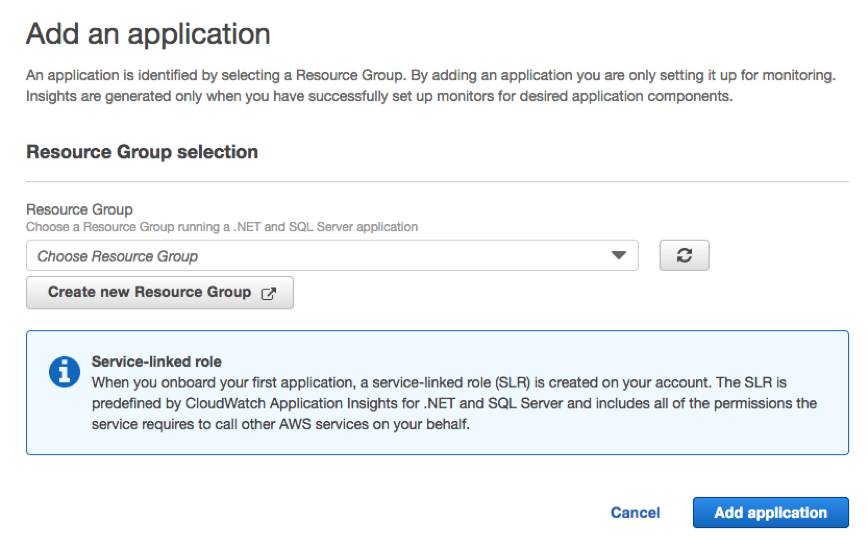 Add an application
An application is identified by selecting a Resource Group. By adding an application you are only setting it up for monitoring.
Insights are generated only when you have successfully set up monitors for desired application components.
Resource Group selection
Resource Group
Choose a Resource Group running a .NET and SQL Server application
Choose Resource Group
Create new Resource Group
Service-linked role
When you onboard your first application, a service-linked role (SLR) is created on your account. The SLR is
predefined by CloudWatch Application Insights for .NET and SQL Server and includes all of the permissions the
service requires to call other AWS services on your behalf.
Cancel
Add application